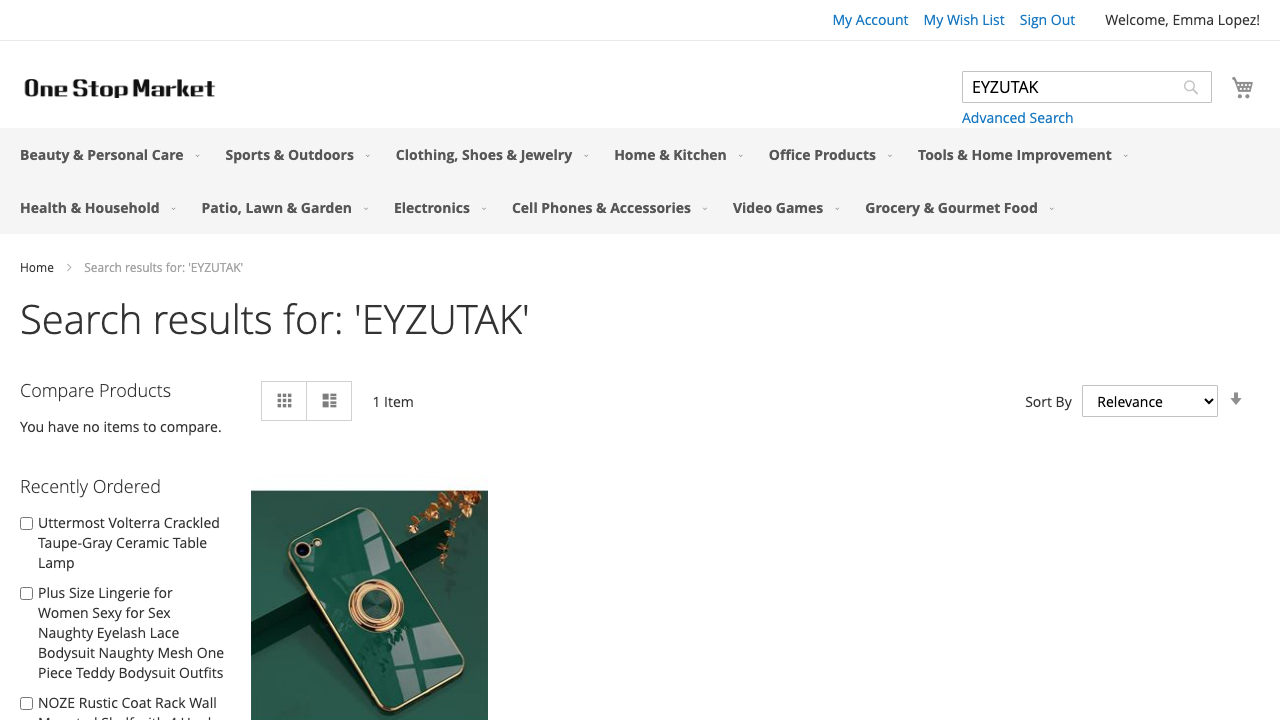 My Account My Wish List Sign Out Welcome, Emma Lopez!
One Stop Market
EYZUTAK
Advanced Search
Beauty & Personal Care Sports & Outdoors Clothing, Shoes & Jewelry Home & Kitchen Office Products Tools & Home Improvement
Health & Household Patio, Lawn & Garden Electronics Cell Phones & Accessories Video Games Grocery & Gourmet Food
Home Search results for: 'EYZUTAK'
Search results for: 'EYZUTAK'
Compare Products
1 Item
Sort By Relevance
You have no items to compare.
Recently Ordered
Uttermost Volterra Crackled
Taupe-Gray Ceramic Table
Lamp
Plus Size Lingerie for
Women Sexy for Sex
Naughty Eyelash Lace
Bodysuit Naughty Mesh One
Piece Teddy Bodysuit Outfits
NOZE Rustic Coat Rack Wall